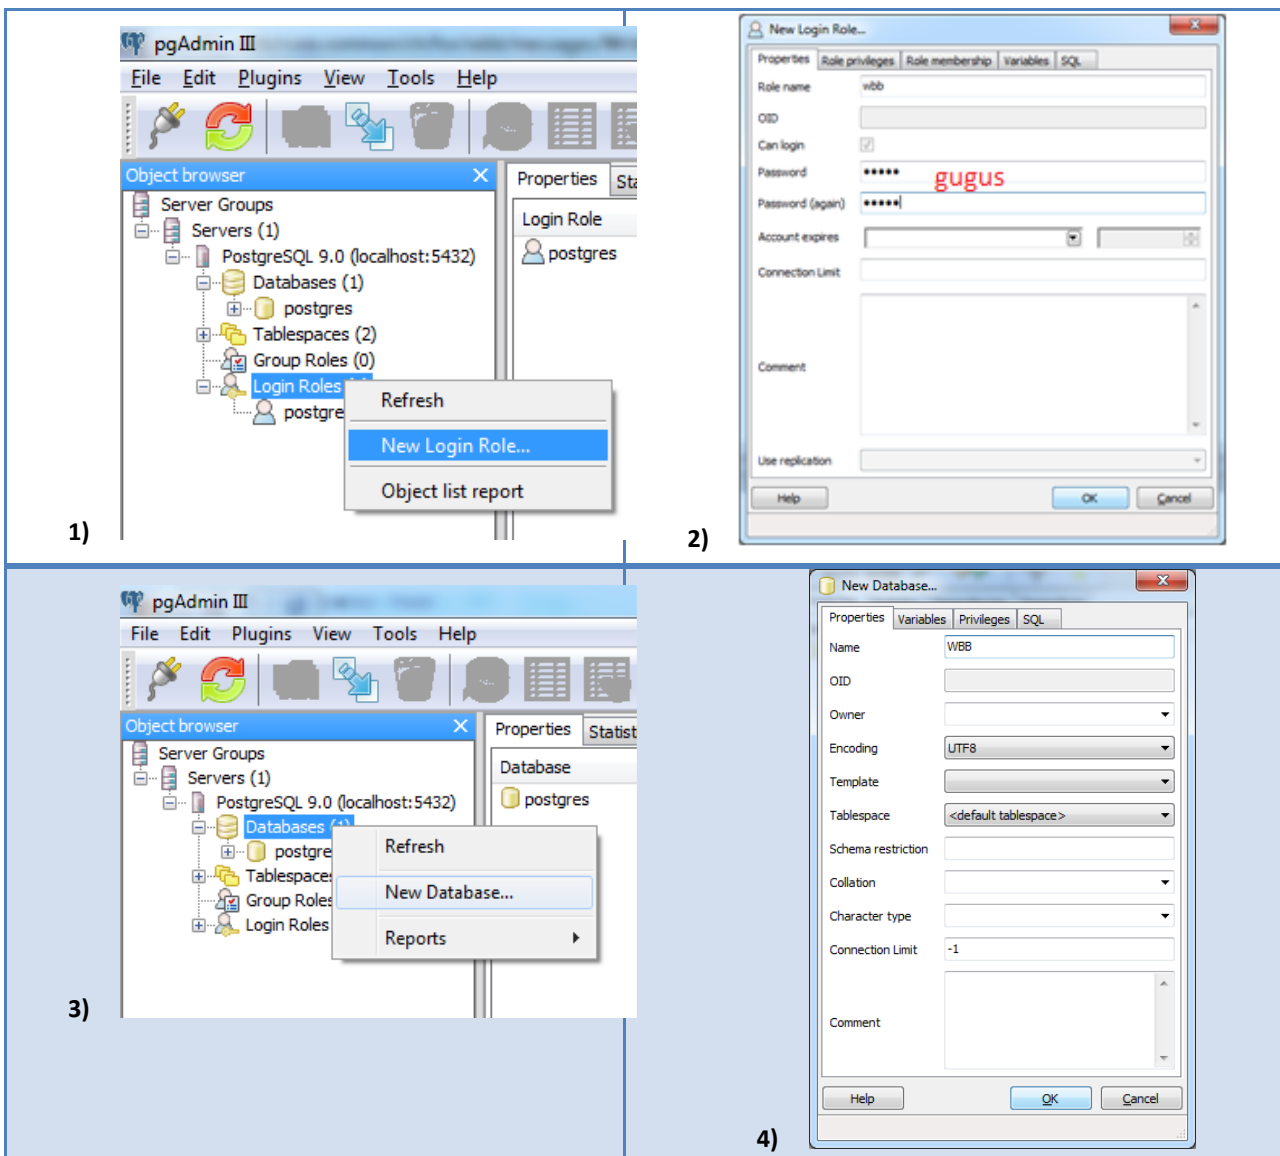 pgAdmin III
File Edit Plugins View Tools Help
Object browser
Server Groups
Servers (1)
PostgreSQL 9.0 (localhost:5432)
Databases (1)
postgres
Tablespaces (2)
Group Roles (0)
Login Roles
postgre
Refresh
New Login Role...
Object list report
Properties Sta
Login Role
postgres
1)
New Login Role...
Properties Role privileges Role membership Variables SQL
Role name wbb
OID
Can login
Password •••••
gugus
Password (again) •••••
Account expires
Connection Limit
Comment
Use replication
Help OK Cancel
2)
pgAdmin III
File Edit Plugins View Tools Help
Object browser
Server Groups
Servers (1)
PostgreSQL 9.0 (localhost:5432)
Databases (1)
postgre
Tablespaces
Group Roles
Login Roles
Refresh
New Database...
Reports
Properties Statist
Database
postgres
3)
New Database...
Properties Variables Privileges SQL
Name WBB
OID
Owner
Encoding UTF8
Template
Tablespace <default tablespace>
Schema restriction
Collation
Character type
Connection Limit -1
Comment
Help OK Cancel
4)